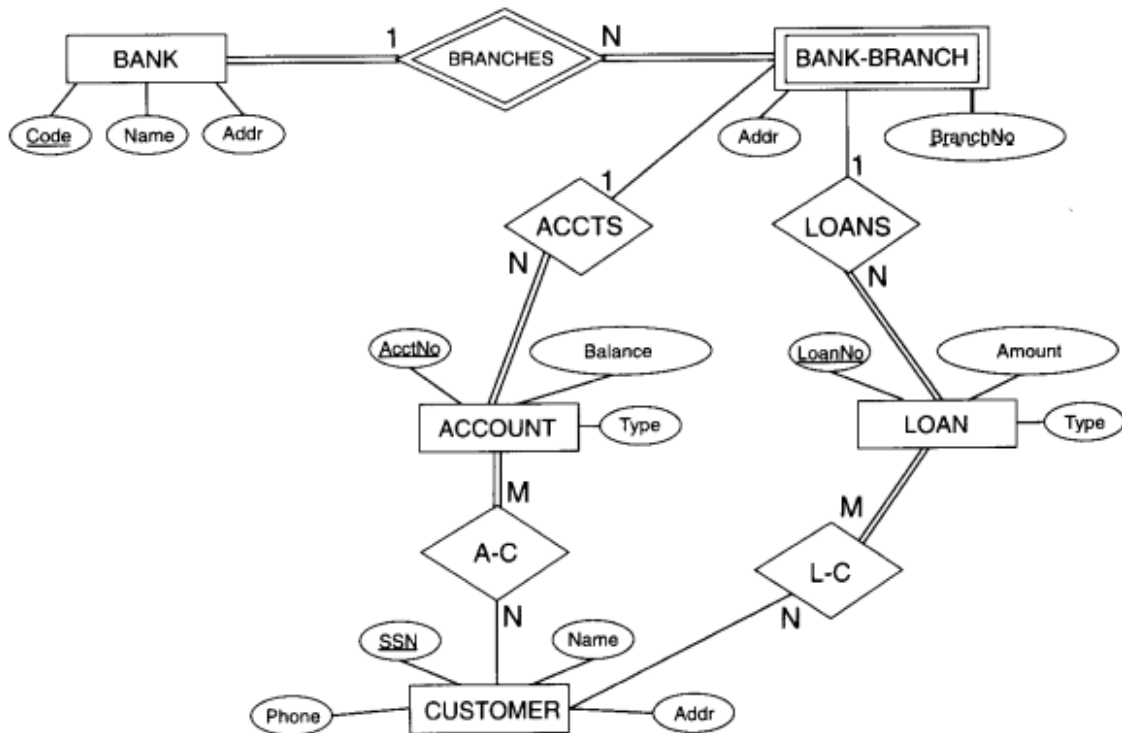 1
N
BANK
BRANCHES
BANK-BRANCH
Code
Name
Addr
Addr
BranchNo
1
1
ACCTS
LOANS
N
N
AcctNo
Balance
LoanNo
Amount
ACCOUNT
Type
LOAN
Type
M
M
A-C
L-C
N
N
SSN
Name
Phone
CUSTOMER
Addr